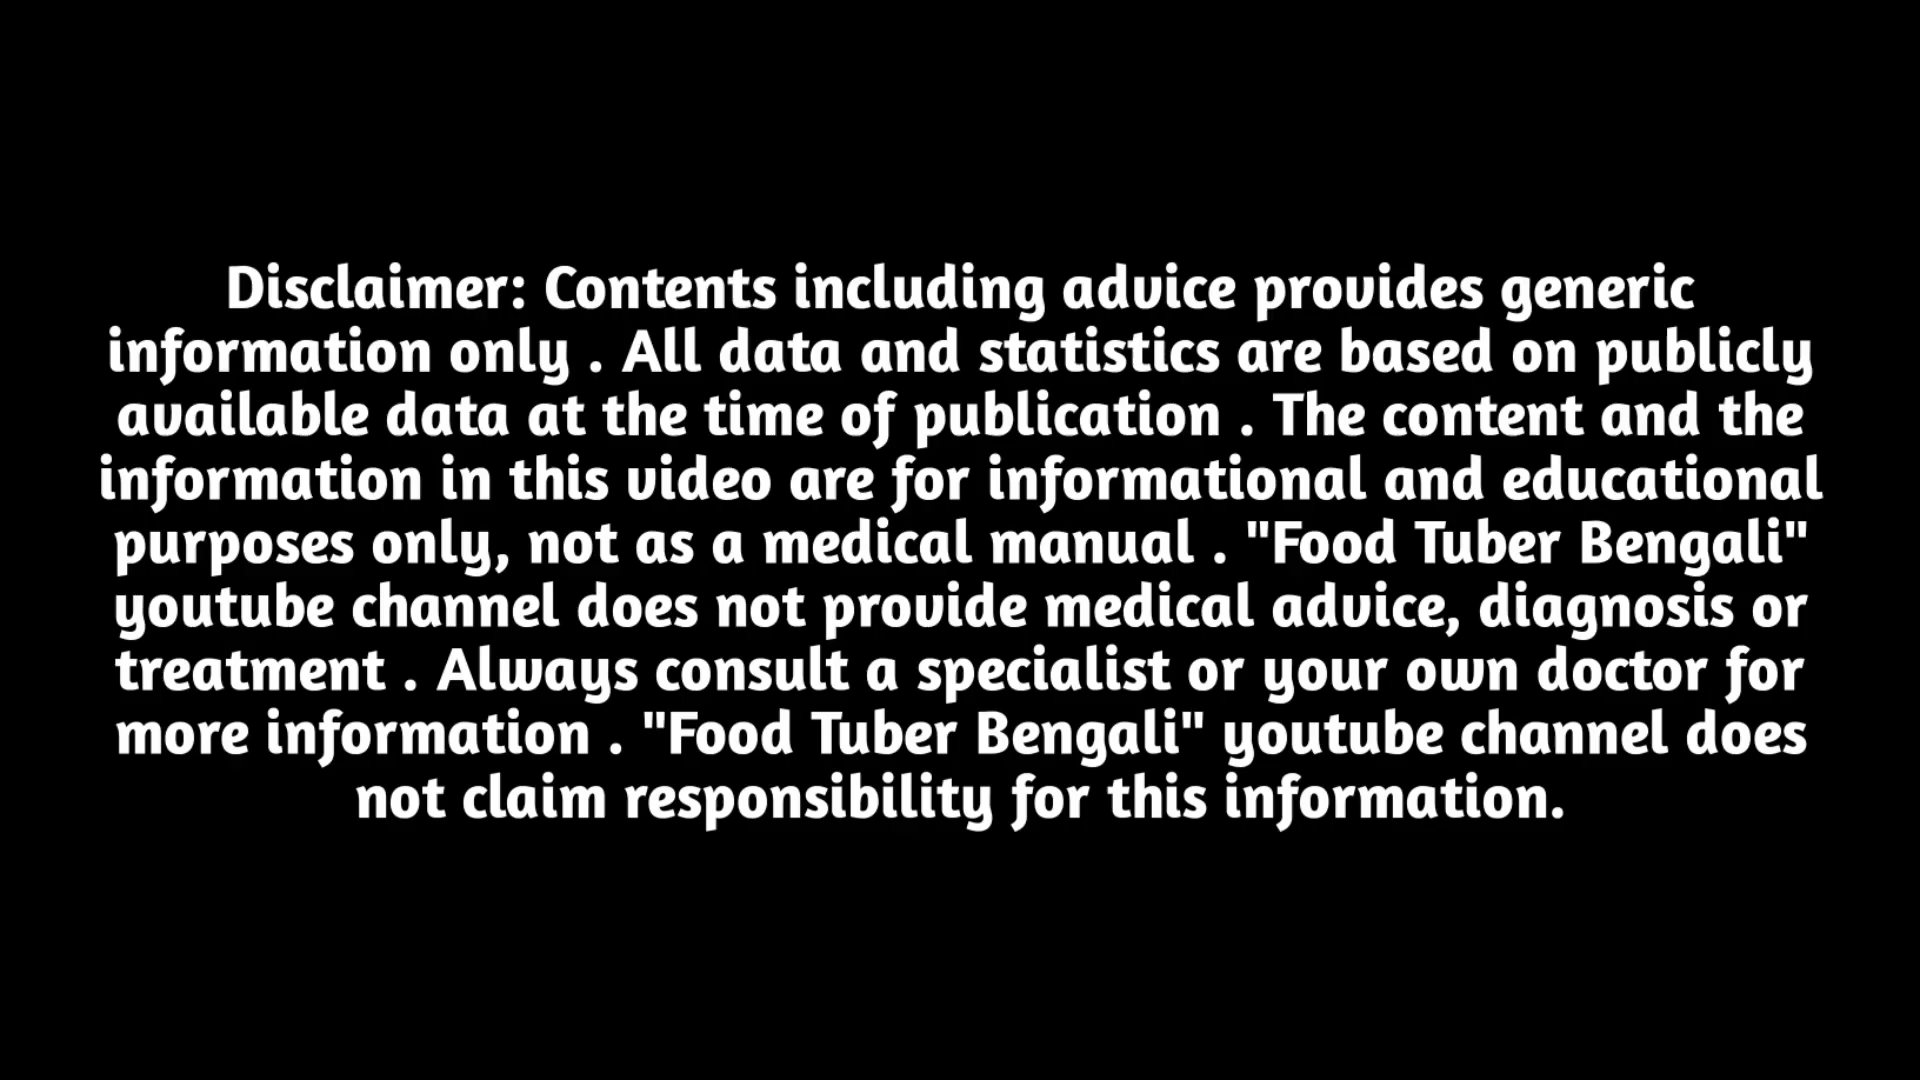 Disclaimer: Contents including advice provides generic
information only . All data and statistics are based on publicly
available data at the time of publication . The content and the
information in this video are for informational and educational
purposes only, not as a medical manual . "Food Tuber Bengali"
youtube channel does not provide medical advice, diagnosis or
treatment . Always consult a specialist or your own doctor for
more information . "Food Tuber Bengali" youtube channel does
not claim responsibility for this information.